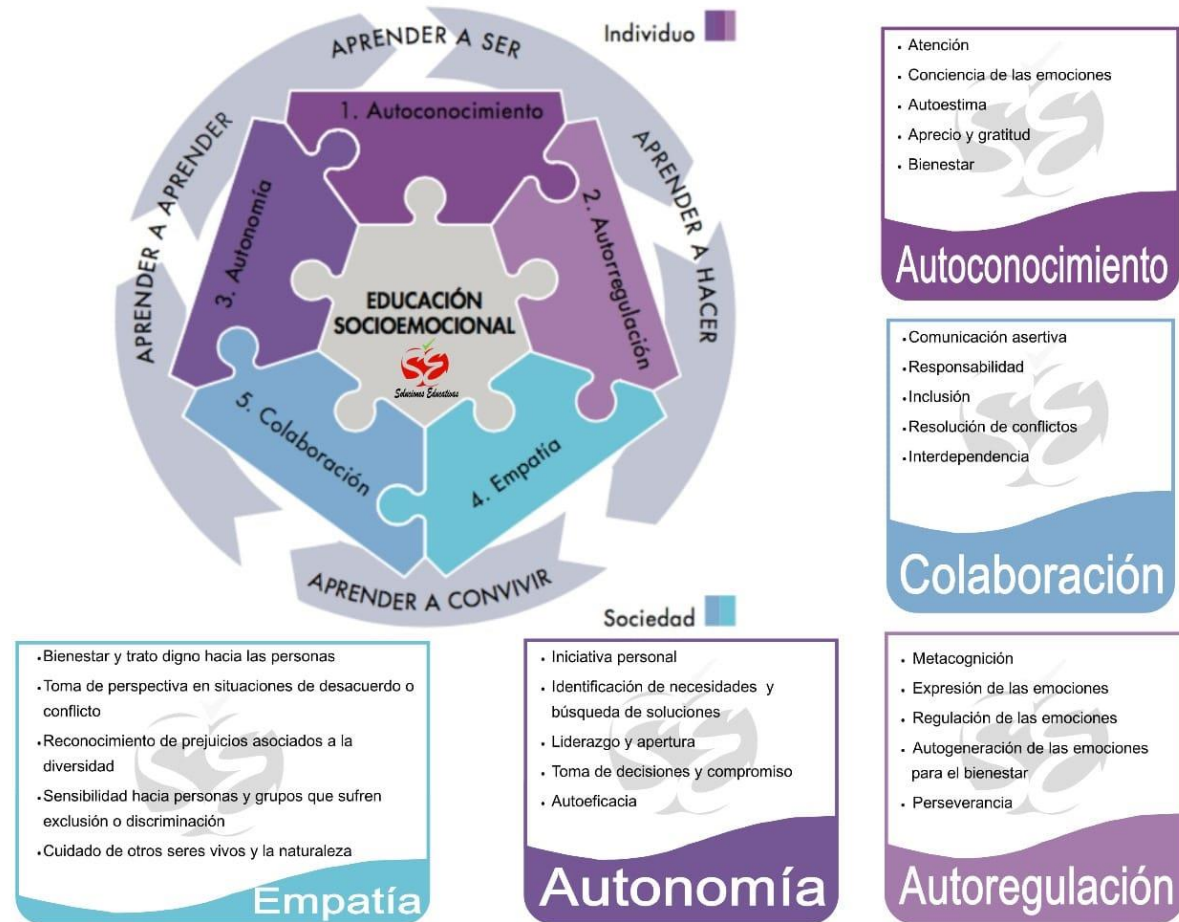 APRENDER A SER
Individuo
APRENDER A APRENDER
APRENDER A HACER
1. Autoconocimiento
2. Autorregulación
3. Autonomía
EDUCACIÓN
SOCIOEMOCIONAL
SE
Soluciones Educativas
5. Colaboración
4. Empatía
APRENDER A CONVIVIR
Sociedad
• Atención
• Conciencia de las emociones
• Autoestima
• Aprecio y gratitud
• Bienestar
Autoconocimiento
• Comunicación asertiva
• Responsabilidad
• Inclusión
• Resolución de conflictos
• Interdependencia
Colaboración
• Bienestar y trato digno hacia las personas
• Toma de perspectiva en situaciones de desacuerdo o
conflicto
• Reconocimiento de prejuicios asociados a la
diversidad
• Sensibilidad hacia personas y grupos que sufren
exclusión o discriminación
• Cuidado de otros seres vivos y la naturaleza
Empatía
• Iniciativa personal
• Identificación de necesidades y
búsqueda de soluciones
• Liderazgo y apertura
• Toma de decisiones y compromiso
• Autoeficacia
Autonomía
• Metacognición
• Expresión de las emociones
• Regulación de las emociones
• Autogeneración de las emociones
para el bienestar
• Perseverancia
Autoregulación